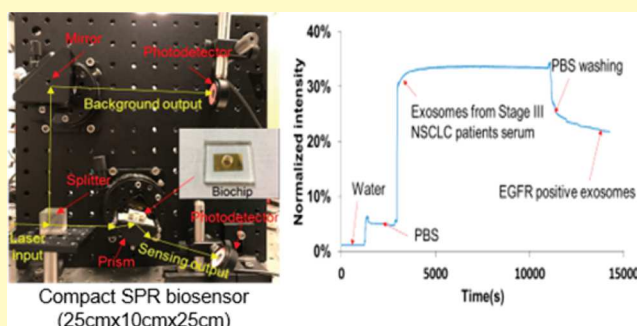 Mirror
Photodetector
Background output
Splitter
Biochip
Photodetector
Laser
input
Prism
Sensing output
Compact SPR biosensor
(25cmx10cmx25cm)
Normalized intensity
40%
30%
20%
10%
0%
PBS washing
Exosomes from Stage III
NSCLC patients serum
Water
EGFR positive exosomes
PBS
0
5000
10000
15000
Time(s)